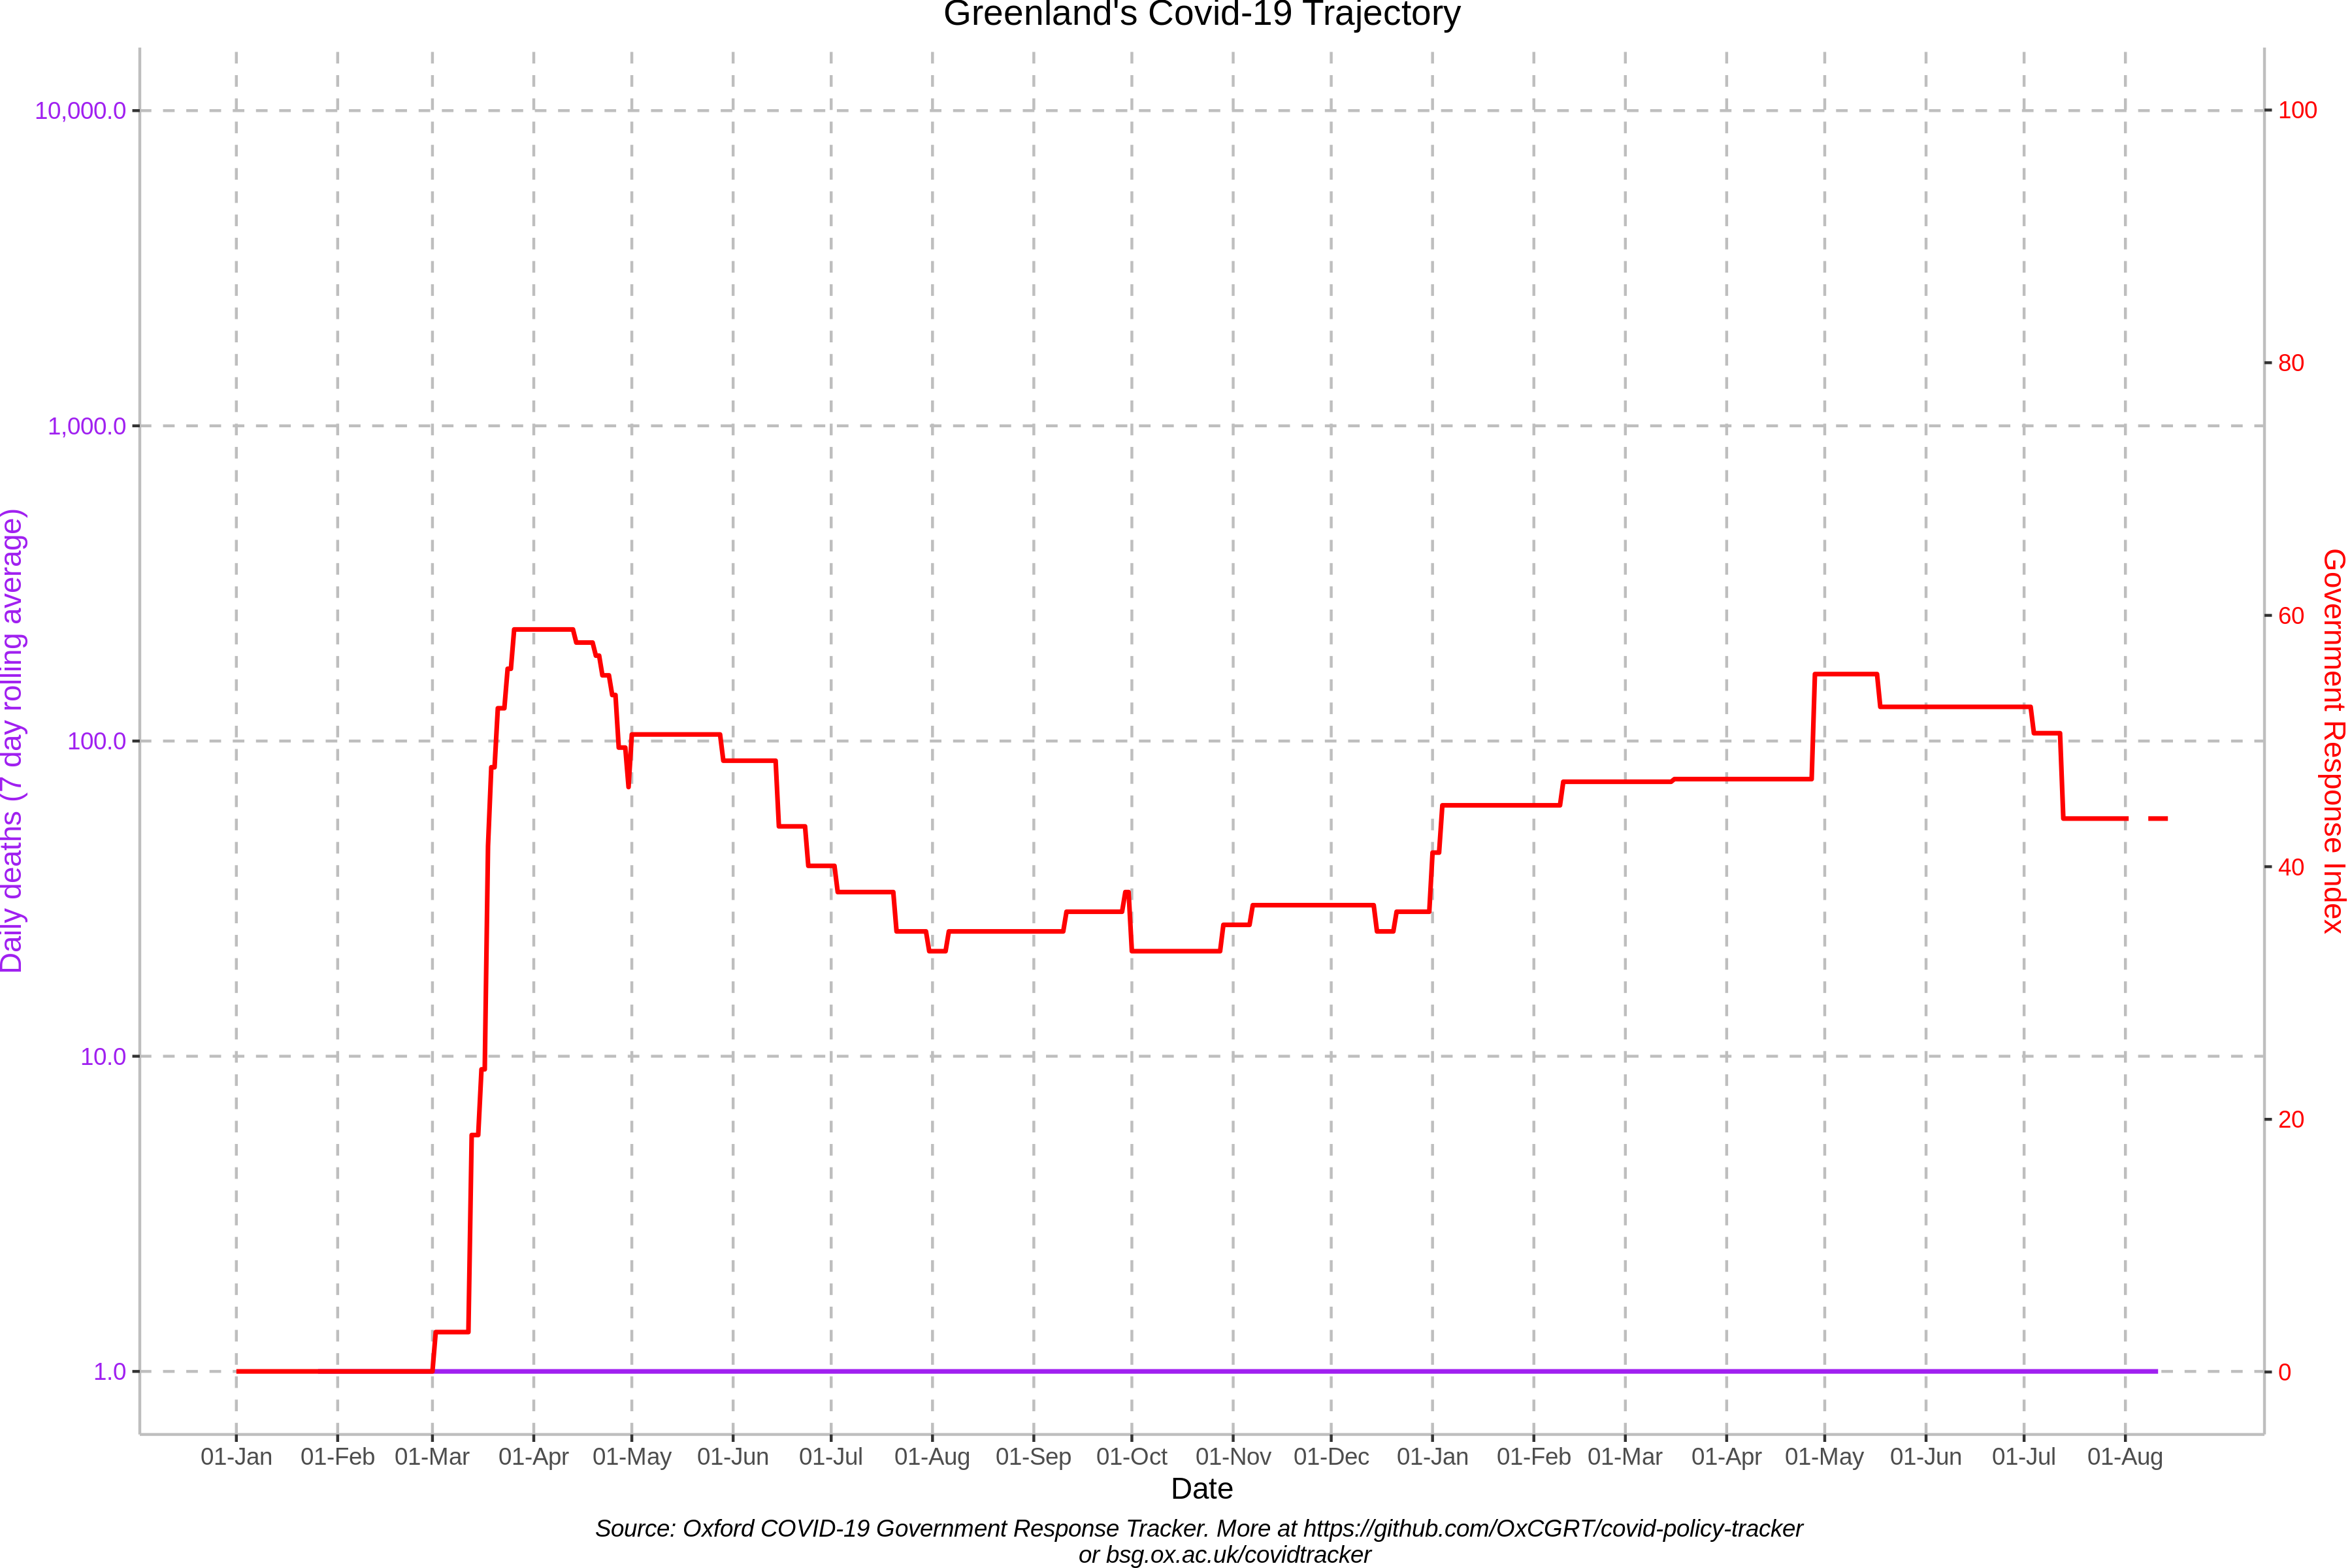 Greenland's Covid-19 Trajectory
10,000.0
1,000.0
100.0
10.0
1.0
Daily deaths (7 day rolling average)
100
80
60
40
20
0
Government Response Index
01-Jan 01-Feb 01-Mar 01-Apr 01-May 01-Jun 01-Jul 01-Aug 01-Sep 01-Oct 01-Nov 01-Dec 01-Jan 01-Feb 01-Mar 01-Apr 01-May 01-Jun 01-Jul 01-Aug
Date
Source: Oxford COVID-19 Government Response Tracker. More at https://github.com/OxCGRT/covid-policy-tracker
or bsg.ox.ac.uk/covidtracker